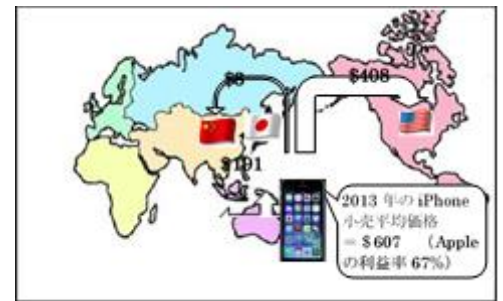 $8
$408
$191
2013 年の iPhone
小売平均価格
＝＄607 （Apple
の利益率 67%）